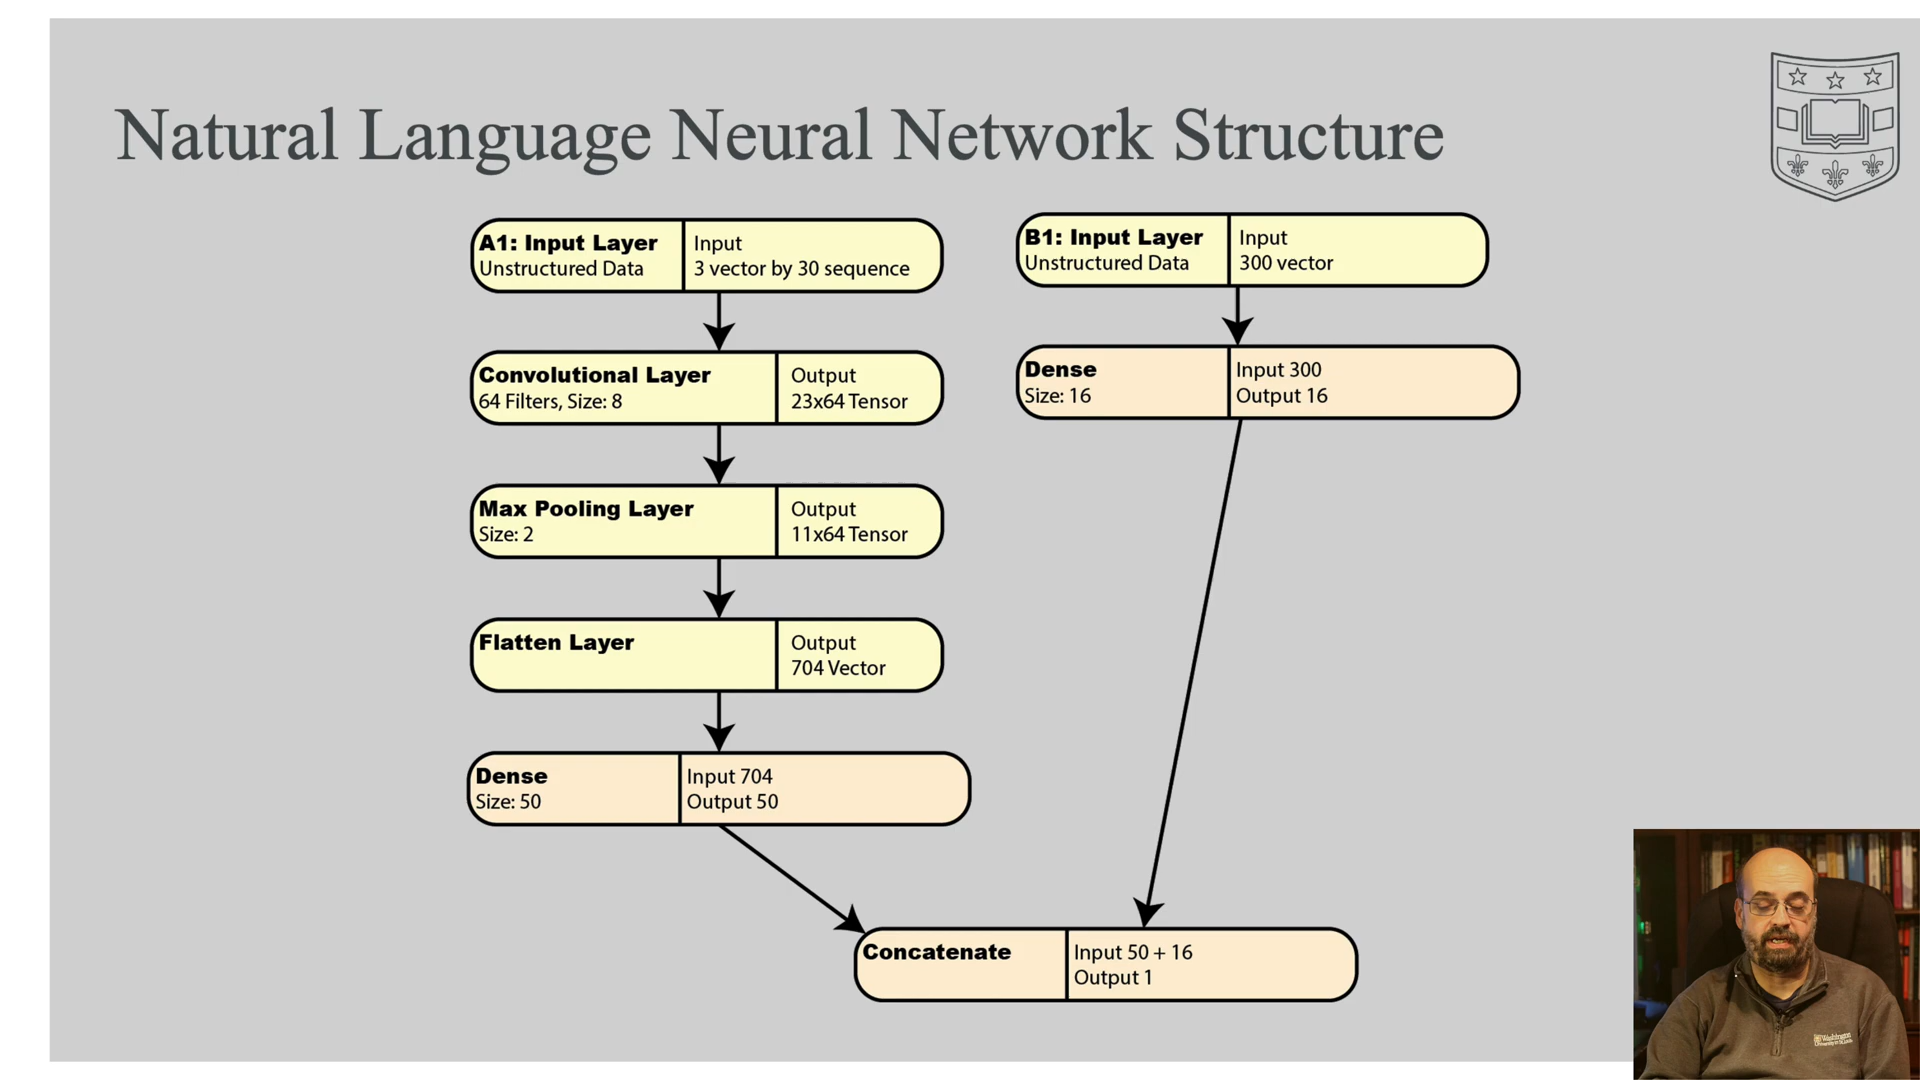 Natural Language Neural Network Structure
A1: Input Layer
Unstructured Data
Input
3 vector by 30 sequence
B1: Input Layer
Unstructured Data
Input
300 vector
Convolutional Layer
64 Filters, Size: 8
Output
23x64 Tensor
Dense
Size: 16
Input 300
Output 16
Max Pooling Layer
Size: 2
Output
11x64 Tensor
Flatten Layer
Output
704 Vector
Dense
Size: 50
Input 704
Output 50
Concatenate
Input 50 + 16
Output 1
Washington